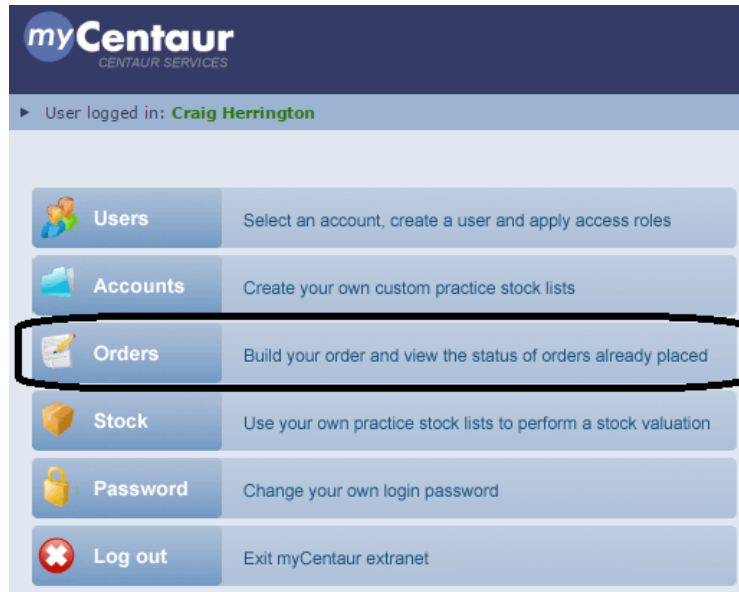 myCentaur
CENTAUR SERVICES
User logged in: Craig Herrington
Users Select an account, create a user and apply access roles
Accounts Create your own custom practice stock lists
Orders Build your order and view the status of orders already placed
Stock Use your own practice stock lists to perform a stock valuation
Password Change your own login password
Log out Exit myCentaur extranet